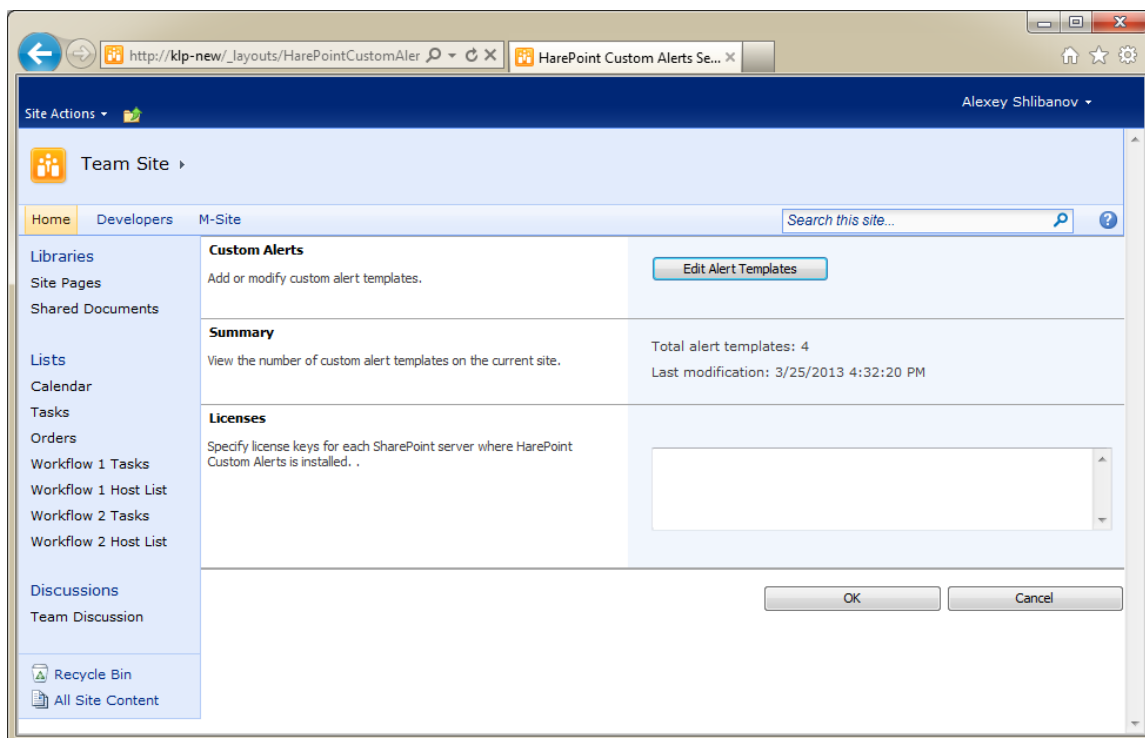 http://klp-new/_layouts/HarePointCustomAler
HarePoint Custom Alerts Se...
Site Actions
Alexey Shlibanov
Team Site
Home
Developers
M-Site
Search this site...
Libraries
Site Pages
Shared Documents
Lists
Calendar
Tasks
Orders
Workflow 1 Tasks
Workflow 1 Host List
Workflow 2 Tasks
Workflow 2 Host List
Discussions
Team Discussion
Recycle Bin
All Site Content
Custom Alerts
Add or modify custom alert templates.
Edit Alert Templates
Summary
View the number of custom alert templates on the current site.
Total alert templates: 4
Last modification: 3/25/2013 4:32:20 PM
Licenses
Specify license keys for each SharePoint server where HarePoint
Custom Alerts is installed. .
OK
Cancel